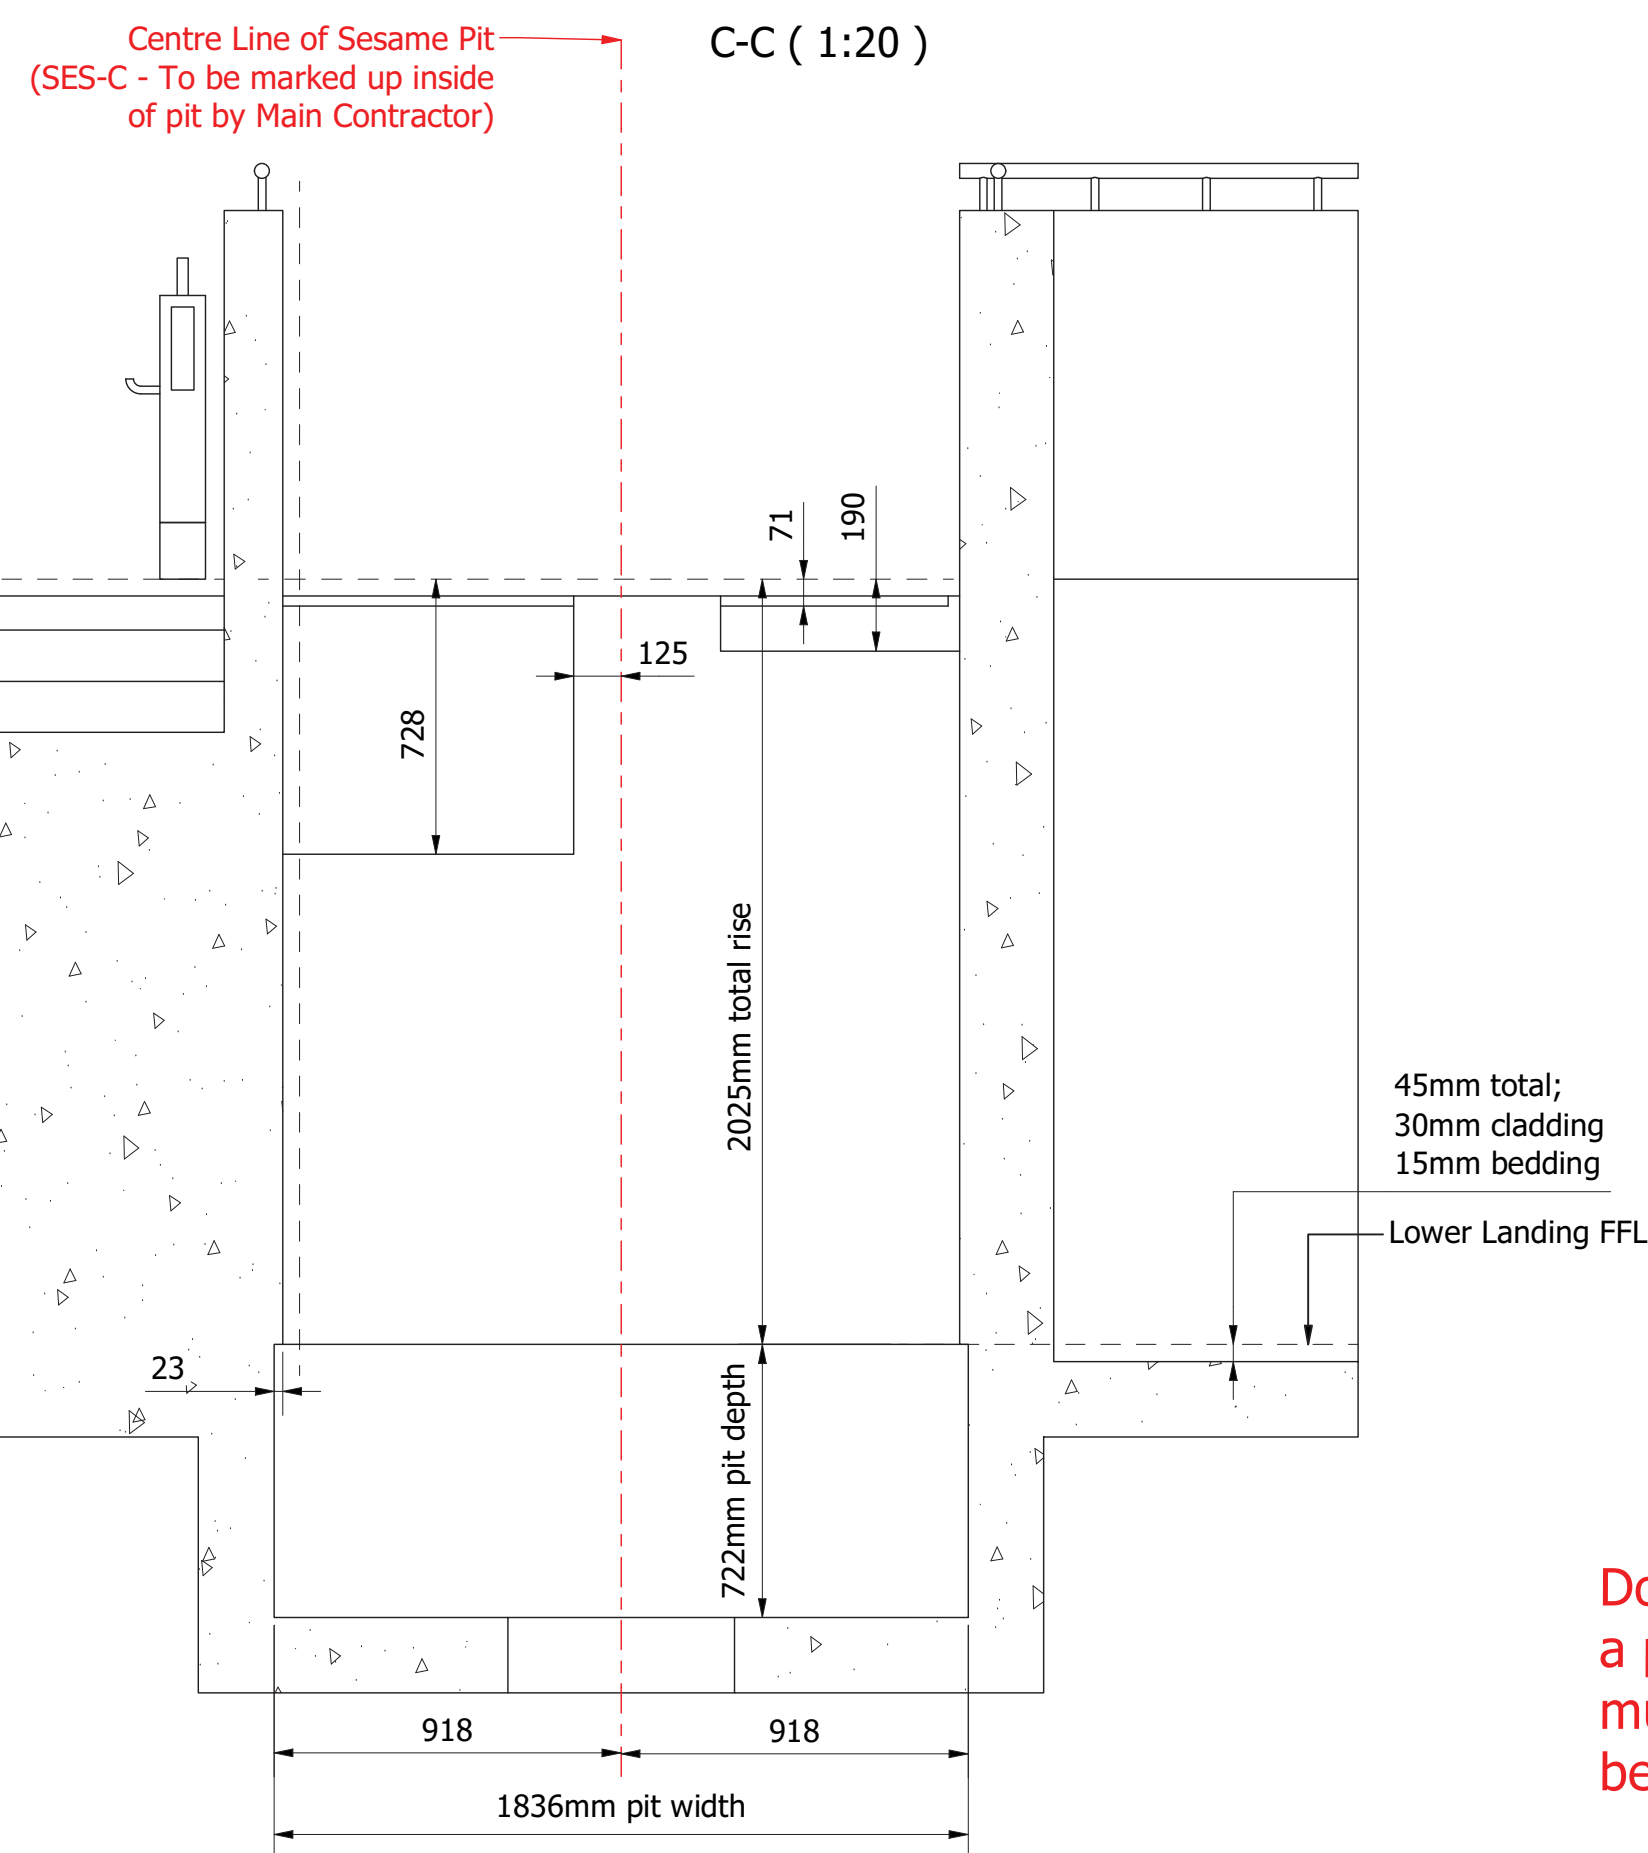 Centre Line of Sesame Pit
(SES-C - To be marked up inside
of pit by Main Contractor)
C-C ( 1:20 )
71
190
125
728
2025mm total rise
45mm total;
30mm cladding
15mm bedding
Lower Landing FFL
23
722mm pit depth
a
918
918
1836mm pit width